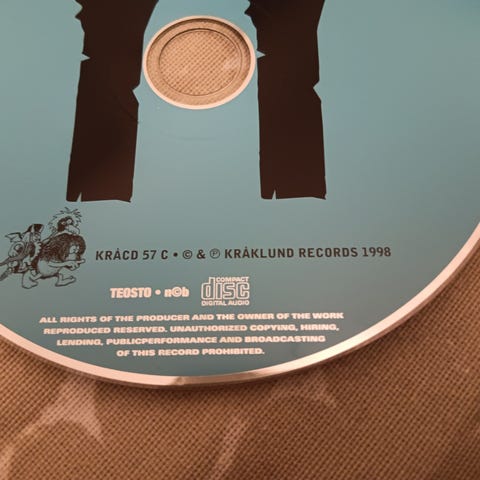 KRÅCD 57 C • © & ℗ KRÅKLUND RECORDS 1998
TEOSTO • n©b
COMPACT
disc
DIGITAL AUDIO
ALL RIGHTS OF THE PRODUCER AND THE OWNER OF THE WORK
REPRODUCED RESERVED. UNAUTHORIZED COPYING, HIRING,
LENDING, PUBLICPERFORMANCE AND BROADCASTING
OF THIS RECORD PROHIBITED.